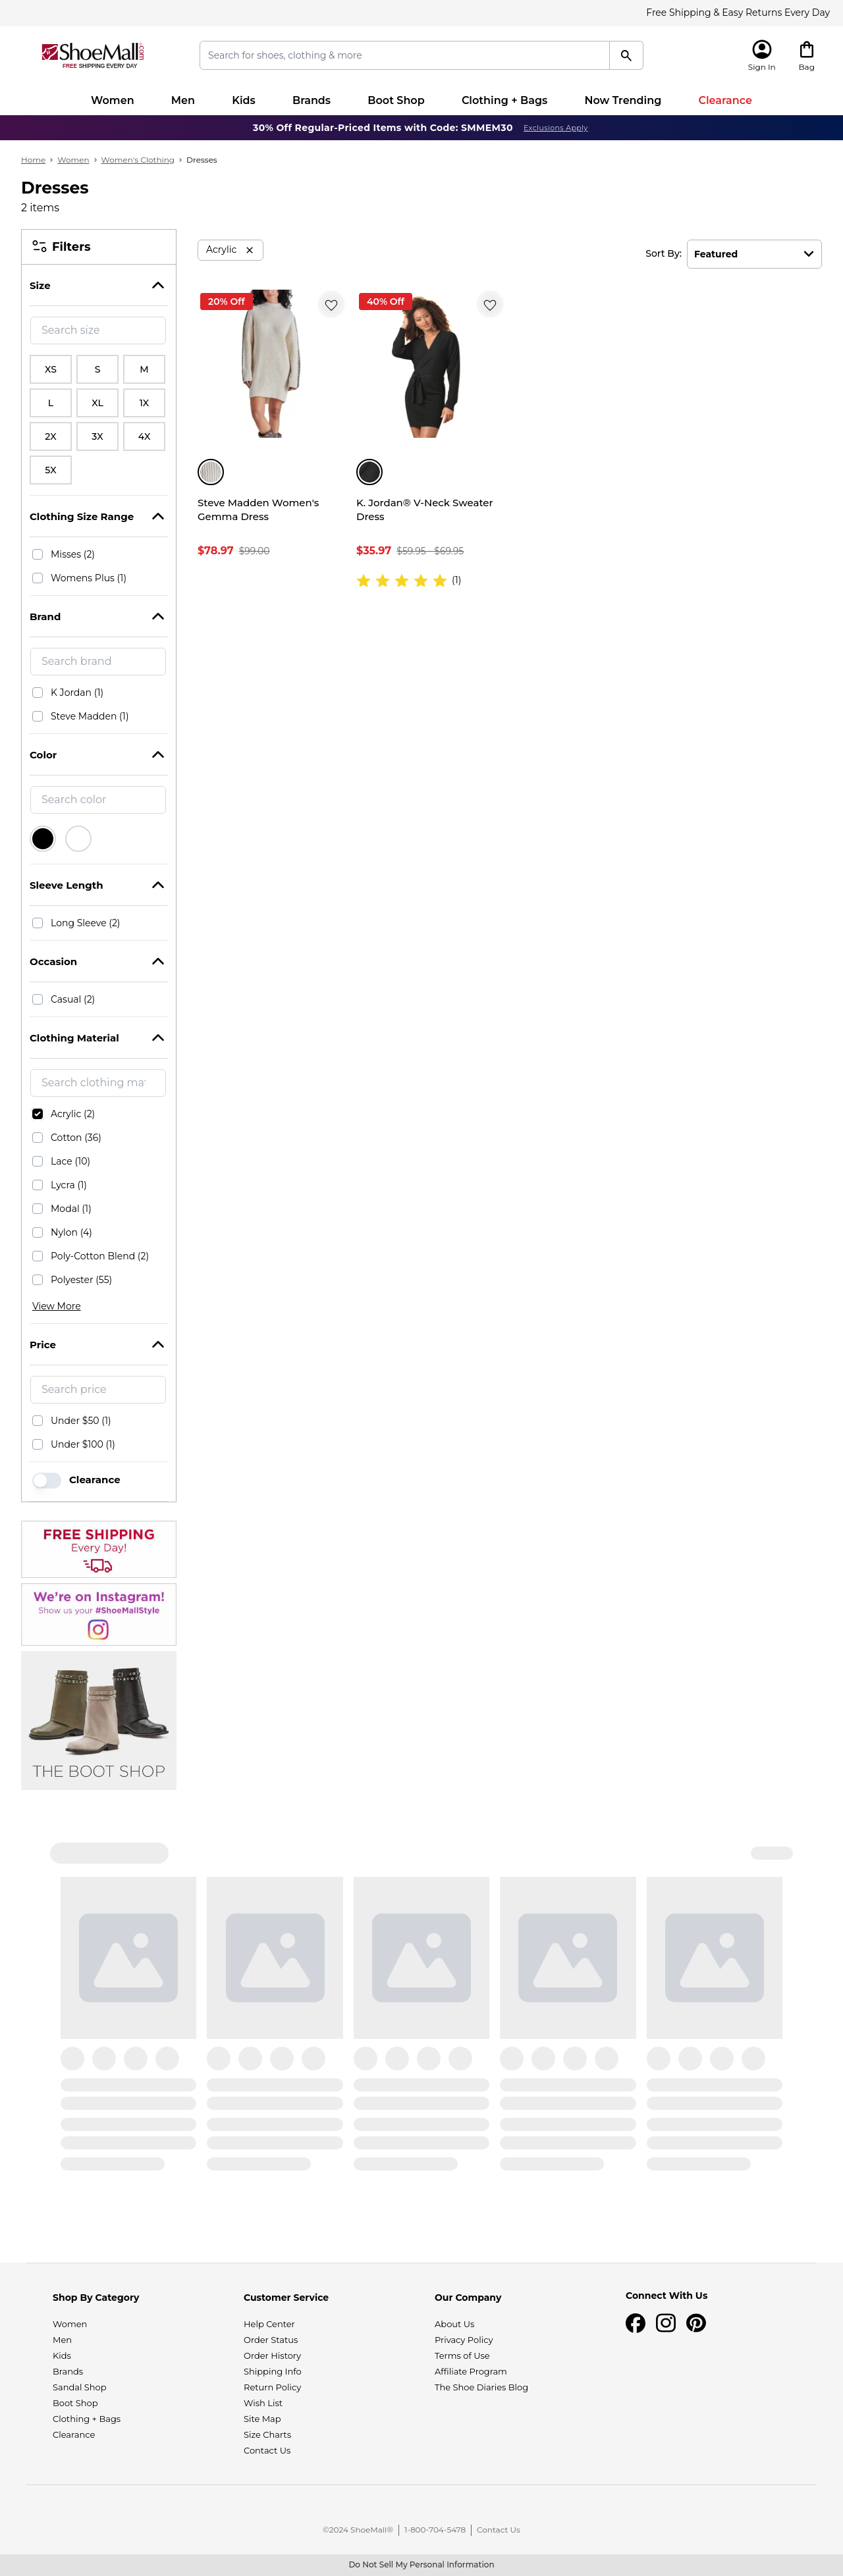 Free Shipping & Easy Returns Every Day
ShoeMall.com
FREE SHIPPING EVERY DAY
Search for shoes, clothing & more
Sign In
Bag
Women
Men
Kids
Brands
Boot Shop
Clothing + Bags
Now Trending
Clearance
30% Off Regular-Priced Items with Code: SMMEM30 Exclusions Apply
Home › Women › Women's Clothing › Dresses
Dresses
2 items
Filters
Acrylic
Sort By: Featured
Size
Search size
XS
S
M
L
XL
1X
2X
3X
4X
5X
Clothing Size Range
Misses (2)
Womens Plus (1)
Brand
Search brand
K Jordan (1)
Steve Madden (1)
Color
Search color
Sleeve Length
Long Sleeve (2)
Occasion
Casual (2)
Clothing Material
Search clothing ma
Acrylic (2)
Cotton (36)
Lace (10)
Lycra (1)
Modal (1)
Nylon (4)
Poly-Cotton Blend (2)
Polyester (55)
View More
Price
Search price
Under $50 (1)
Under $100 (1)
Clearance
20% Off
Steve Madden Women's
Gemma Dress
$78.97 $99.00
40% Off
K. Jordan® V-Neck Sweater
Dress
$35.97 $59.95 - $69.95
(1)
FREE SHIPPING
Every Day!
We're on Instagram!
Show us your #ShoeMallStyle
THE BOOT SHOP
Shop By Category
Women
Men
Kids
Brands
Sandal Shop
Boot Shop
Clothing + Bags
Clearance
Customer Service
Help Center
Order Status
Order History
Shipping Info
Return Policy
Wish List
Site Map
Size Charts
Contact Us
Our Company
About Us
Privacy Policy
Terms of Use
Affiliate Program
The Shoe Diaries Blog
Connect With Us
©2024 ShoeMall® | 1-800-704-5478 | Contact Us
Do Not Sell My Personal Information